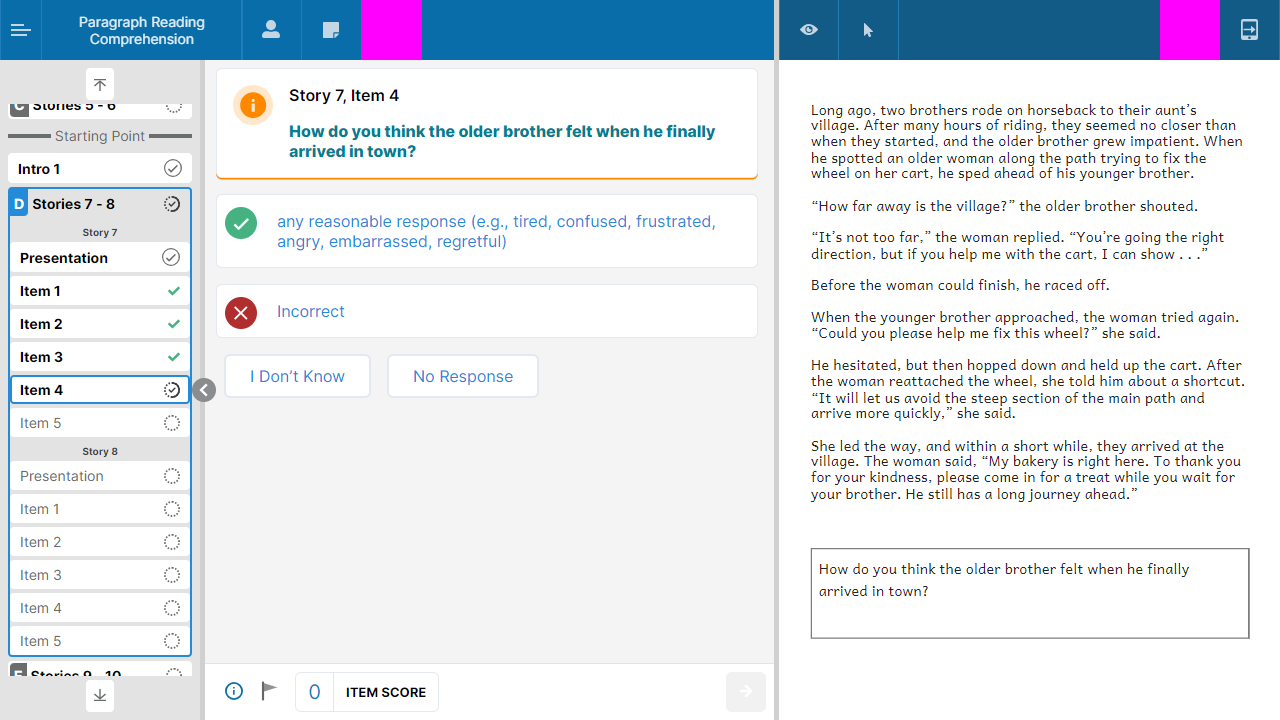 Paragraph Reading
Comprehension
Stories 5 - 6
Starting Point
Intro 1
D Stories 7 - 8
Story 7
Presentation
Item 1
Item 2
Item 3
Item 4
Item 5
Story 8
Presentation
Item 1
Item 2
Item 3
Item 4
Item 5
Stories 9 - 10
Story 7, Item 4
How do you think the older brother felt when he finally
arrived in town?
any reasonable response (e.g., tired, confused, frustrated,
angry, embarrassed, regretful)
Incorrect
I Don't Know
No Response
0 ITEM SCORE
Long ago, two brothers rode on horseback to their aunt's
village. After many hours of riding, they seemed no closer than
when they started, and the older brother grew impatient. When
he spotted an older woman along the path trying to fix the
wheel on her cart, he sped ahead of his younger brother.
“How far away is the village?” the older brother shouted.
“It's not too far,” the woman replied. “You're going the right
direction, but if you help me with the cart, I can show . . .”
Before the woman could finish, he raced off.
When the younger brother approached, the woman tried again.
“Could you please help me fix this wheel?” she said.
He hesitated, but then hopped down and held up the cart. After
the woman reattached the wheel, she told him about a shortcut.
“It will let us avoid the steep section of the main path and
arrive more quickly,” she said.
She led the way, and within a short while, they arrived at the
village. The woman said, “My bakery is right here. To thank you
for your kindness, please come in for a treat while you wait for
your brother. He still has a long journey ahead.”
How do you think the older brother felt when he finally
arrived in town?